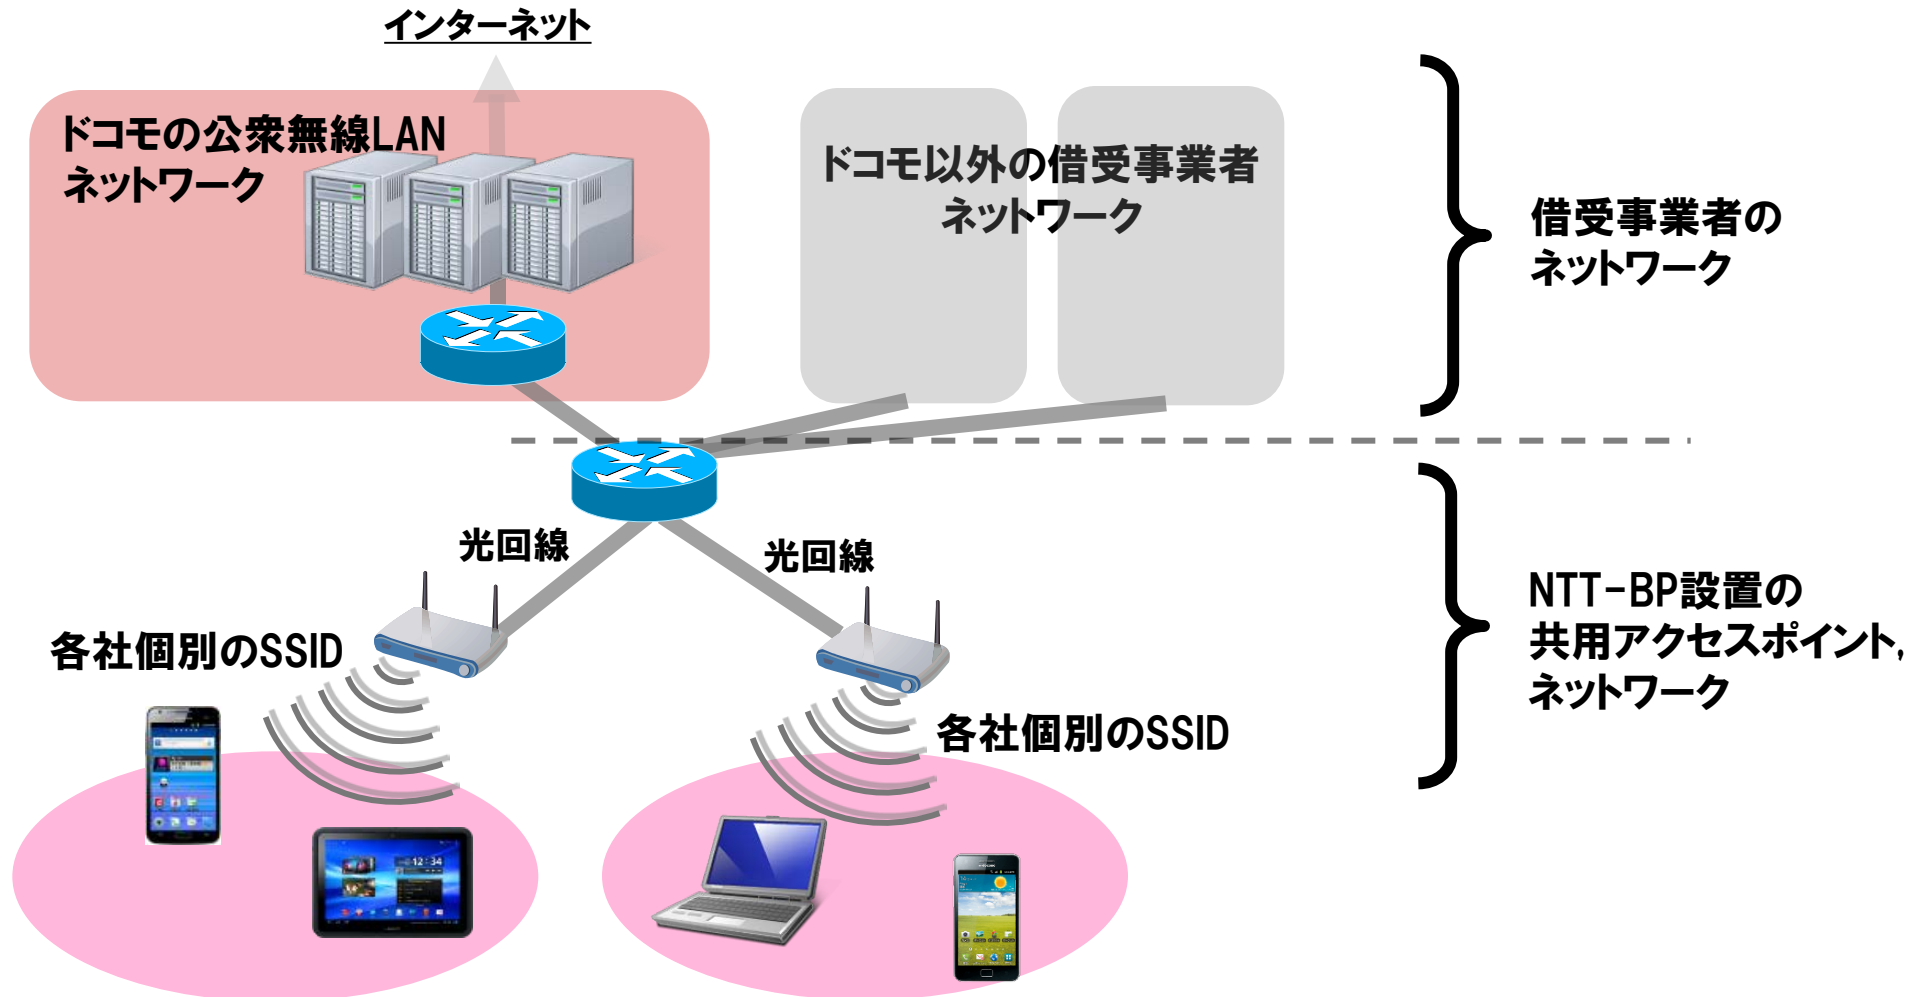 インターネット
ドコモの公衆無線LAN
ネットワーク
ドコモ以外の借受事業者
ネットワーク
借受事業者の
ネットワーク
光回線
光回線
NTT-BP設置の
共用アクセスポイント,
ネットワーク
各社個別のSSID
各社個別のSSID
12:34